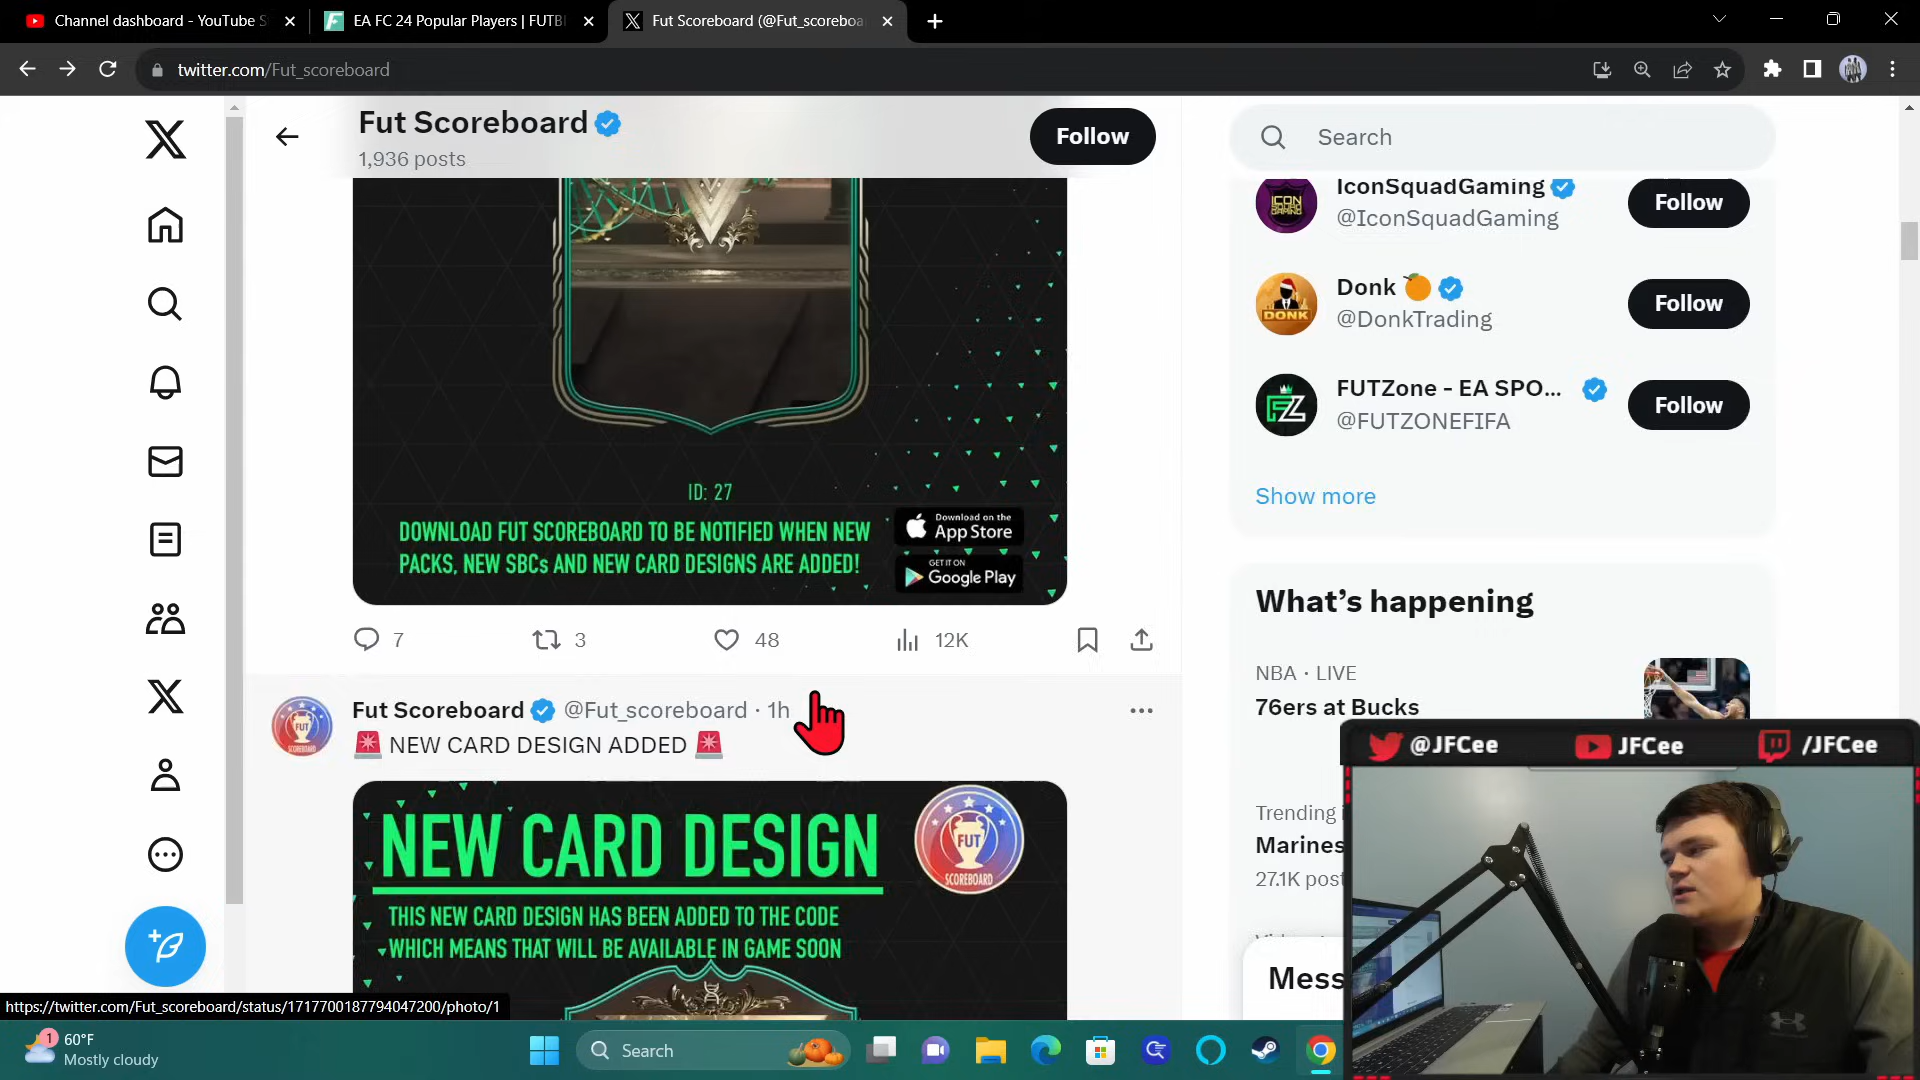 Channel dashboard - YouTube S
EA FC 24 Popular Players | FUTB
Fut Scoreboard (@Fut_scoreboa
twitter.com/Fut_scoreboard
Fut Scoreboard
1,936 posts
Follow
Search
IconSquadGaming
@IconSquadGaming
Follow
Donk
@DonkTrading
Follow
FUTZone - EA SPO...
@FUTZONEFIFA
Follow
Show more
ID: 27
DOWNLOAD FUT SCOREBOARD TO BE NOTIFIED WHEN NEW
PACKS, NEW SBCs AND NEW CARD DESIGNS ARE ADDED!
Download on the
App Store
GET IT ON
Google Play
7
3
48
12K
Fut Scoreboard @Fut_scoreboard · 1h
NEW CARD DESIGN ADDED
NEW CARD DESIGN
THIS NEW CARD DESIGN HAS BEEN ADDED TO THE CODE
WHICH MEANS THAT WILL BE AVAILABLE IN GAME SOON
FUT
SCOREBOARD
What's happening
NBA · LIVE
76ers at Bucks
Trending
Marines
27.1K
Mess
@JFCee
JFCee
/JFCee
https://twitter.com/Fut_scoreboard/status/1717700187794047200/photo/1
1
60°F
Mostly cloudy
Search